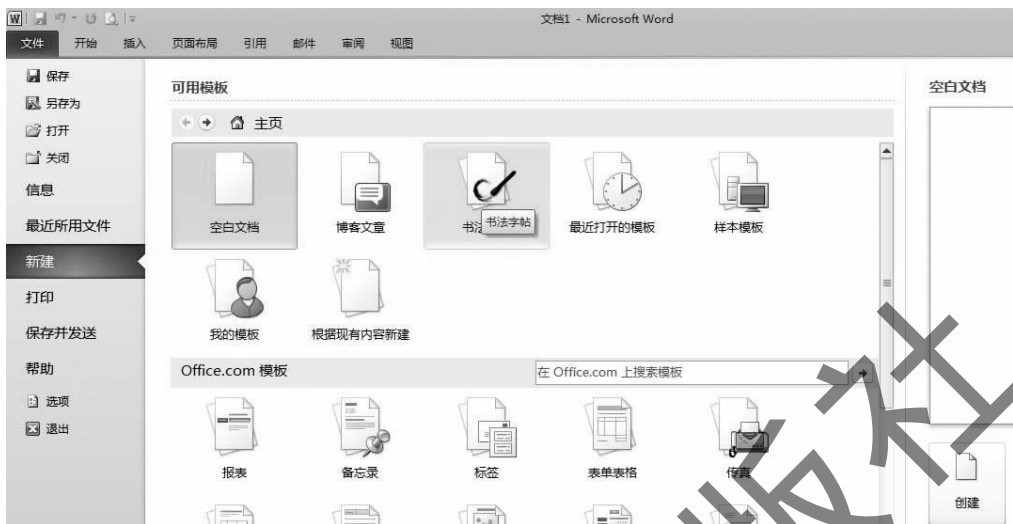 文档1 - Microsoft Word
文件 开始 插入 页面布局 引用 邮件 审阅 视图
保存
另存为
打开
关闭
信息
最近所用文件
新建
打印
保存并发送
帮助
选项
退出
可用模板
主页
空白文档 博客文章 书法 书法字帖 最近打开的模板 样本模板
我的模板 根据现有内容新建
Office.com 模板 在 Office.com 上搜索模板
报表 备忘录 标签 表单表格 传真
空白文档
创建
版社